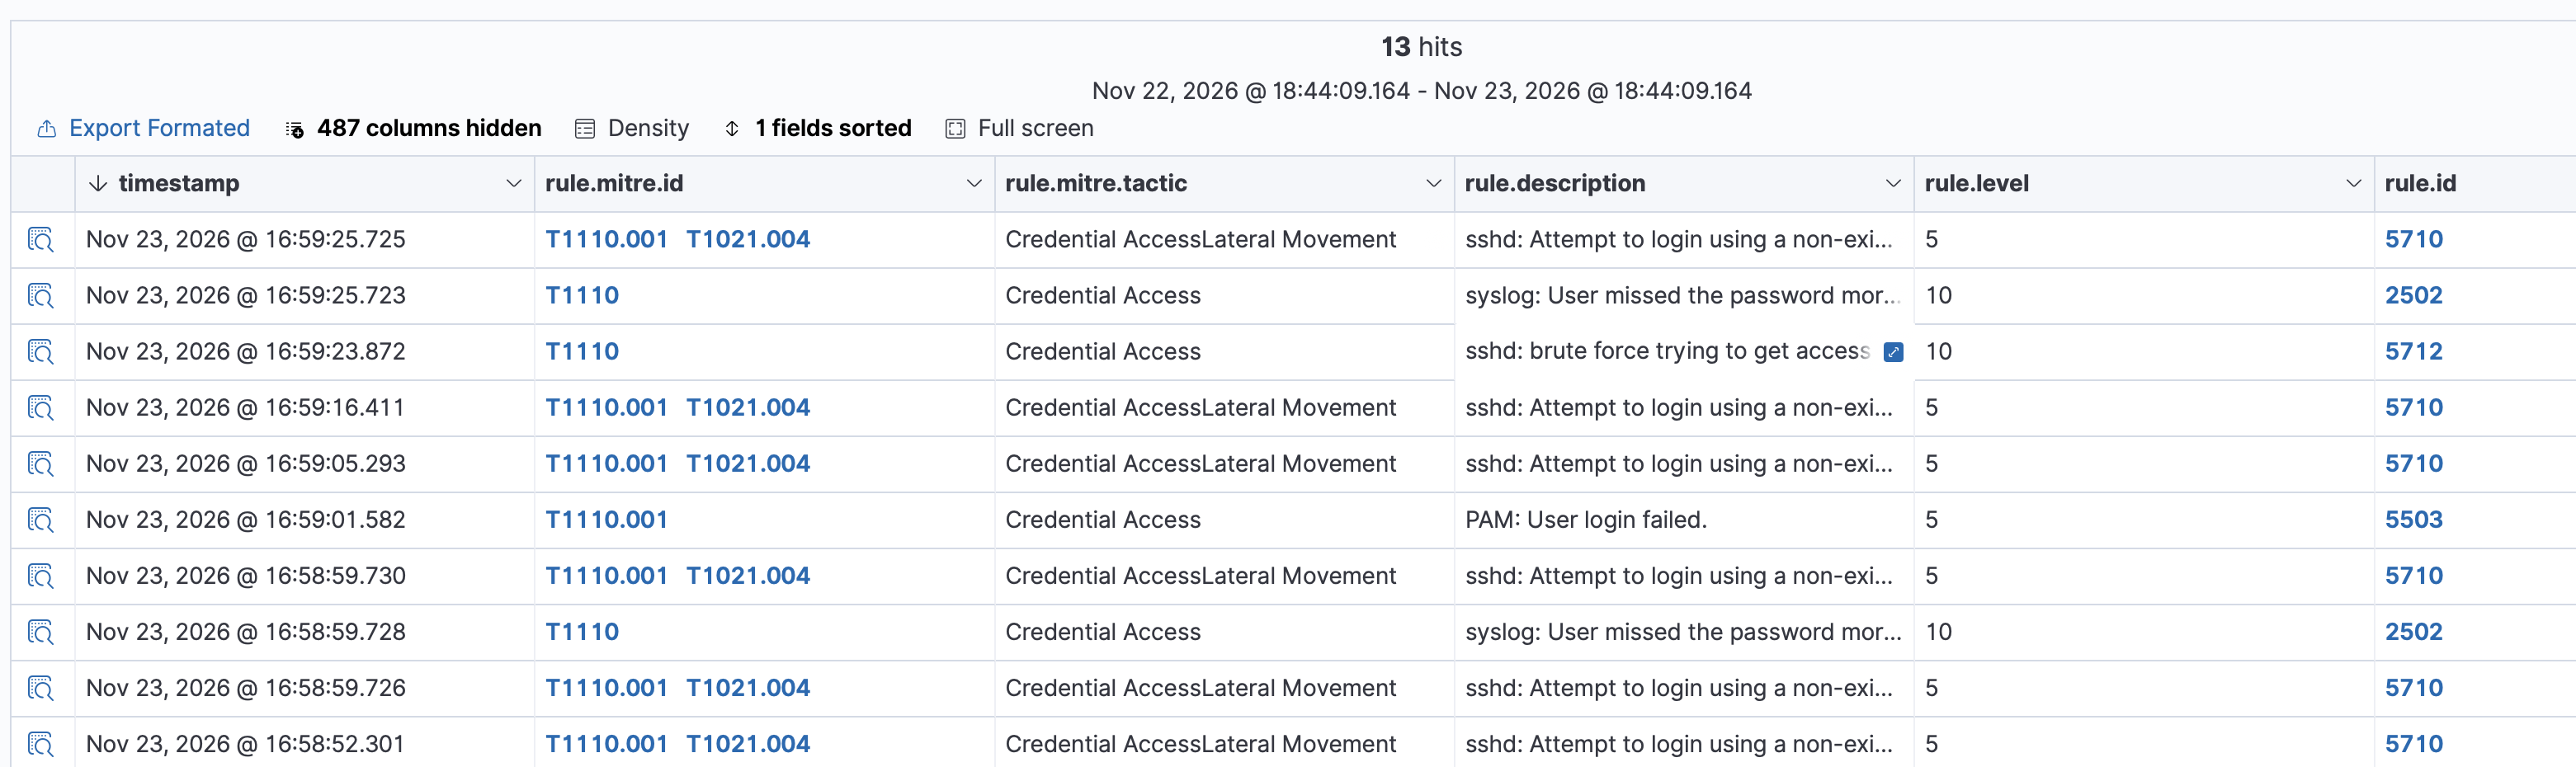 13 hits
Nov 22, 2026 @ 18:44:09.164 - Nov 23, 2026 @ 18:44:09.164
Export Formated 487 columns hidden Density 1 fields sorted Full screen
timestamp rule.mitre.id rule.mitre.tactic rule.description rule.level rule.id
Nov 23, 2026 @ 16:59:25.725 T1110.001 T1021.004 Credential AccessLateral Movement sshd: Attempt to login using a non-exi... 5 5710
Nov 23, 2026 @ 16:59:25.723 T1110 Credential Access syslog: User missed the password mor... 10 2502
Nov 23, 2026 @ 16:59:23.872 T1110 Credential Access sshd: brute force trying to get access 10 5712
Nov 23, 2026 @ 16:59:16.411 T1110.001 T1021.004 Credential AccessLateral Movement sshd: Attempt to login using a non-exi... 5 5710
Nov 23, 2026 @ 16:59:05.293 T1110.001 T1021.004 Credential AccessLateral Movement sshd: Attempt to login using a non-exi... 5 5710
Nov 23, 2026 @ 16:59:01.582 T1110.001 Credential Access PAM: User login failed. 5 5503
Nov 23, 2026 @ 16:58:59.730 T1110.001 T1021.004 Credential AccessLateral Movement sshd: Attempt to login using a non-exi... 5 5710
Nov 23, 2026 @ 16:58:59.728 T1110 Credential Access syslog: User missed the password mor... 10 2502
Nov 23, 2026 @ 16:58:59.726 T1110.001 T1021.004 Credential AccessLateral Movement sshd: Attempt to login using a non-exi... 5 5710
Nov 23, 2026 @ 16:58:52.301 T1110.001 T1021.004 Credential AccessLateral Movement sshd: Attempt to login using a non-exi... 5 5710